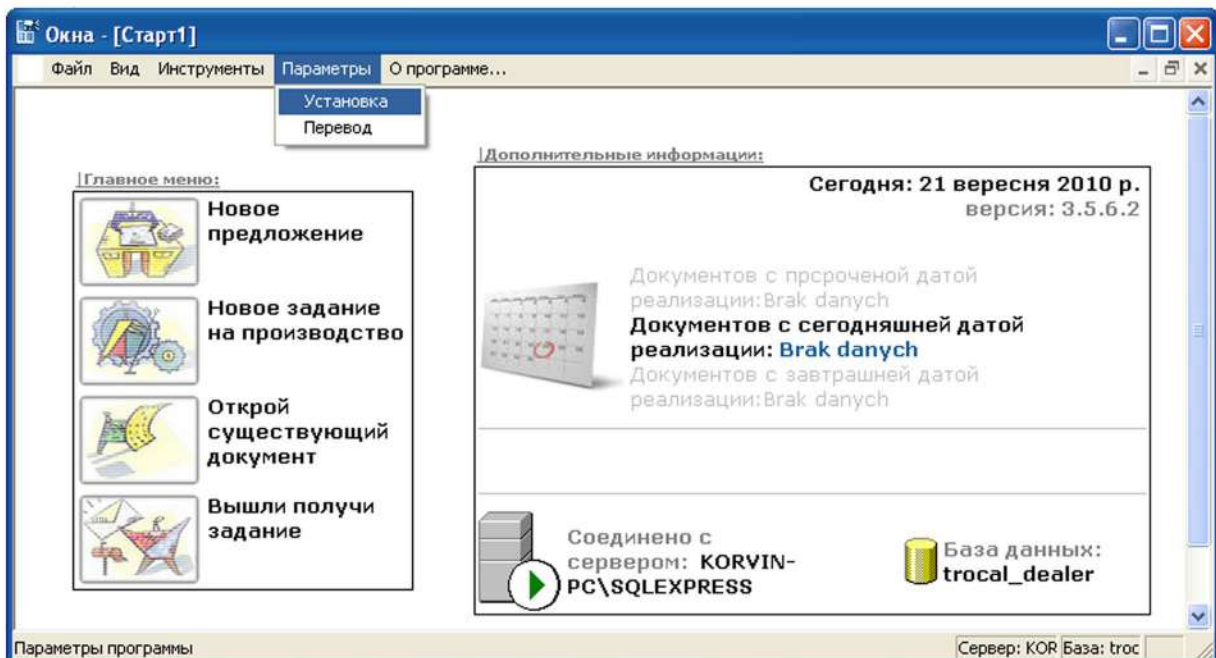 Окна - [Старт1]
Файл Вид Инструменты Параметры О программе...
Установка
Перевод
Главное меню:
Новое
предложение
Новое задание
на производство
Открой
существующий
документ
Вышли получи
задание
Дополнительные информации:
Сегодня: 21 вересня 2010 р.
версия: 3.5.6.2
Документов с прсроченой датой
реализации:Brak danych
Документов с сегодняшней датой
реализации: Brak danych
Документов с завтрашней датой
реализации:Brak danych
Соединено с
сервером: KORVIN-
PC\SQLEXPRESS
База данных:
trocal_dealer
Параметры программы
Сервер: KOR База: troc